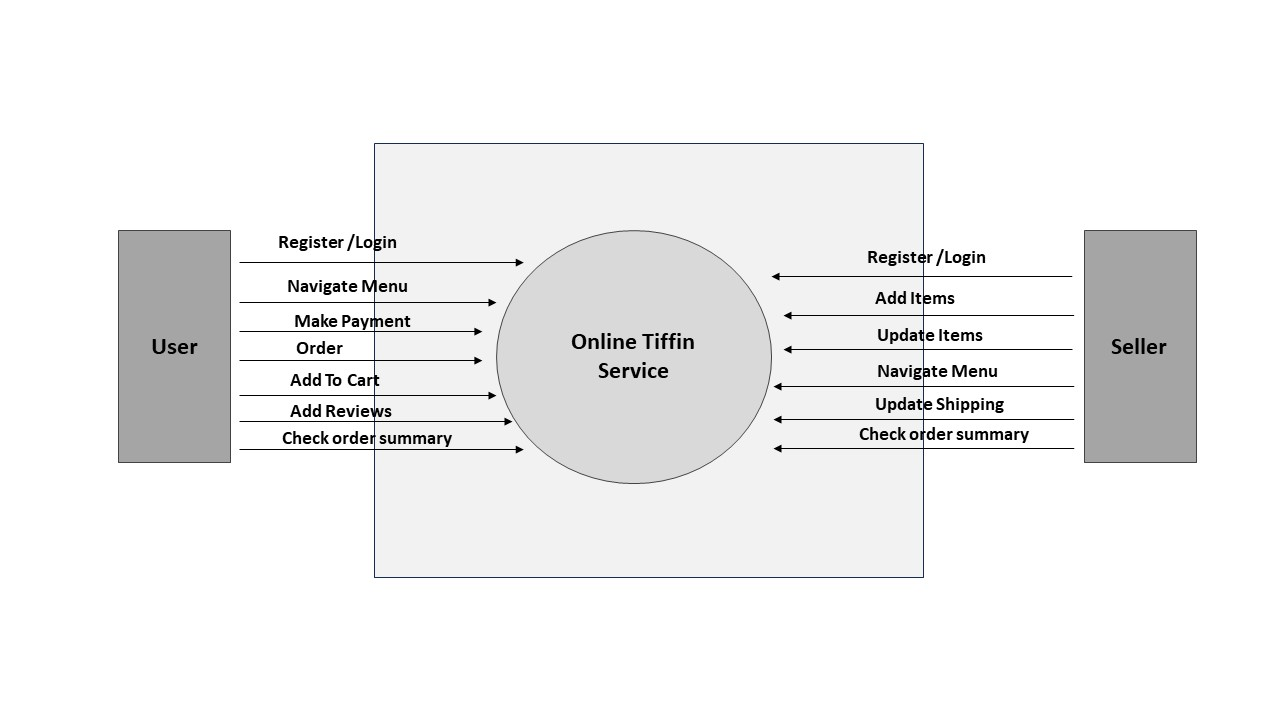 User
Register /Login
Navigate Menu
Make Payment
Order
Add To Cart
Add Reviews
Check order summary
Online Tiffin
Service
Register /Login
Add Items
Update Items
Navigate Menu
Update Shipping
Check order summary
Seller